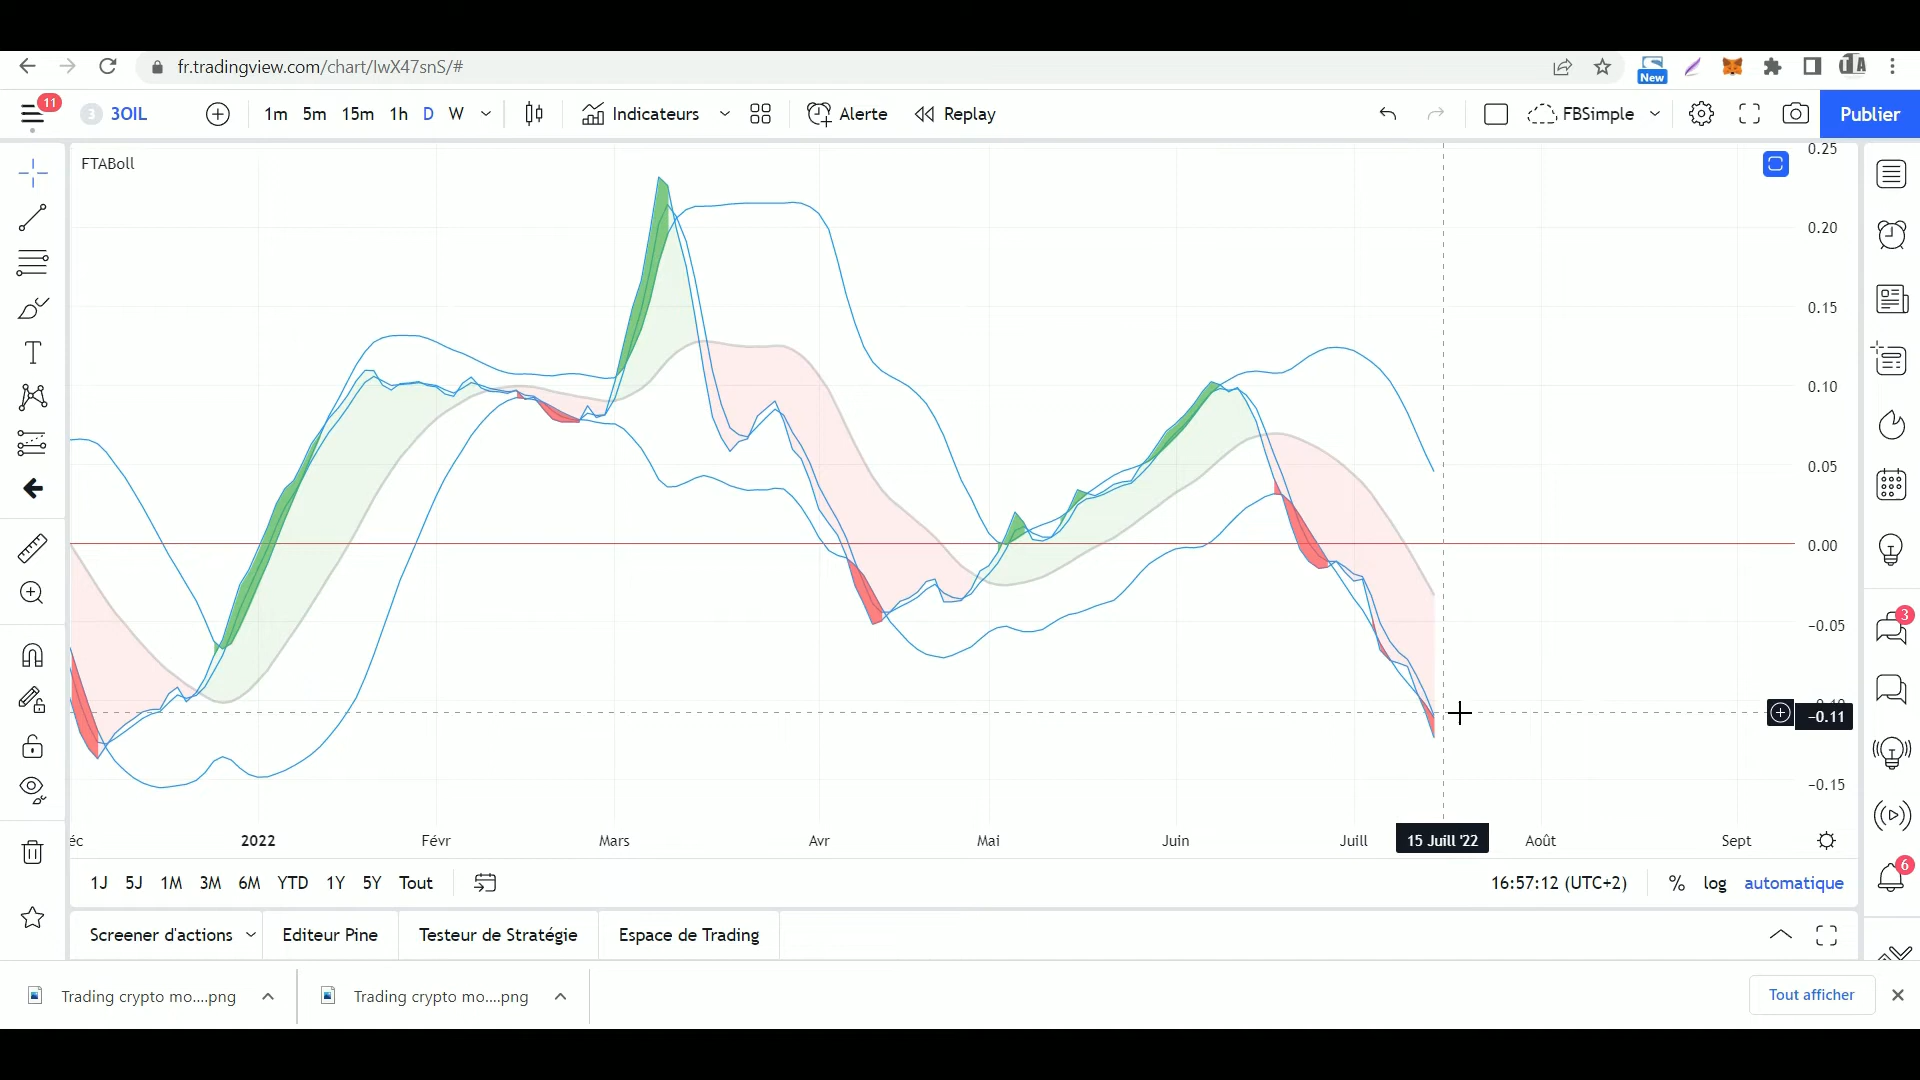 fr.tradingview.com/chart/IwX47snS/#
New
11
3 3OIL
1m 5m 15m 1h D W
Indicateurs
Alerte
Replay
FBSimple
Publier
FTABoll
0.25
0.20
0.15
0.10
0.05
0.00
−0.05
−0.11
−0.15
3
6
éc 2022 Févr Mars Avr Mai Juin Juill 15 Juill '22 Août Sept
1J 5J 1M 3M 6M YTD 1Y 5Y Tout
16:57:12 (UTC+2) % log automatique
Screener d'actions Editeur Pine Testeur de Stratégie Espace de Trading
Trading crypto mo....png Trading crypto mo....png Tout afficher